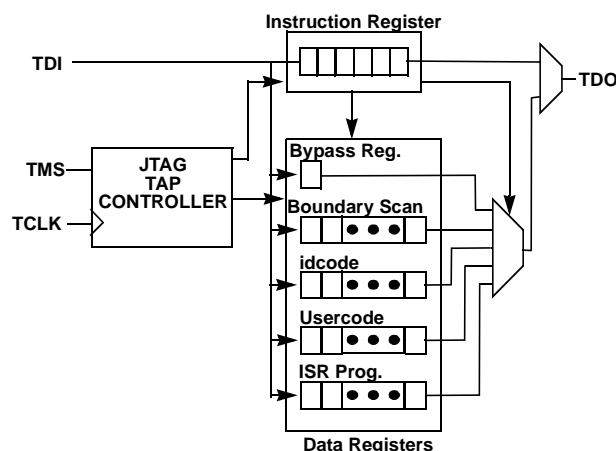 Instruction Register
TDI
TDO
Bypass Reg.
JTAG
TAP
CONTROLLER
TMS
TCLK
Boundary Scan
idcode
Usercode
ISR Prog.
Data Registers